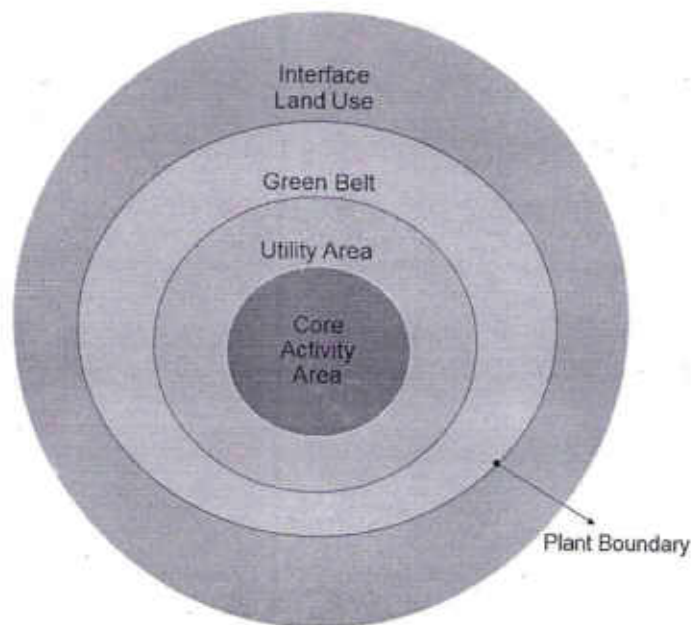 Interface
Land Use
Green Belt
Utility Area
Core
Activity
Area
Plant Boundary